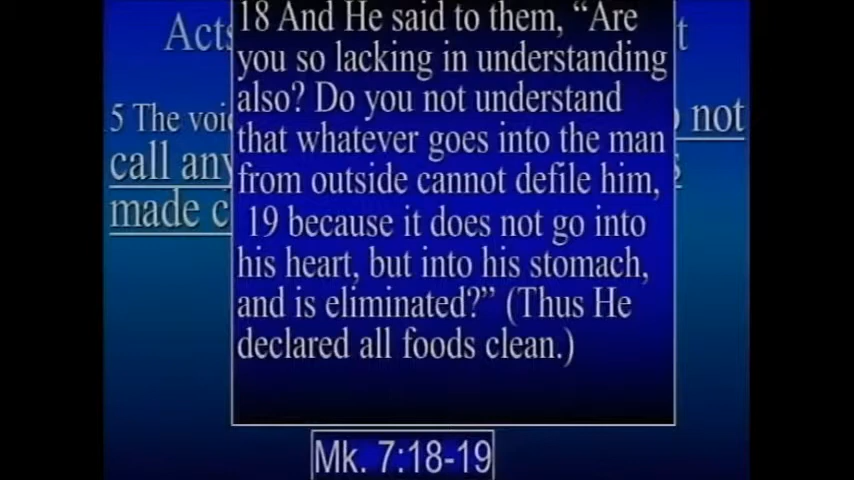 Acts
t
5 The voi
not
call any
made c
18 And He said to them, “Are
you so lacking in understanding
also? Do you not understand
that whatever goes into the man
from outside cannot defile him,
19 because it does not go into
his heart, but into his stomach,
and is eliminated?” (Thus He
declared all foods clean.)
Mk. 7:18-19